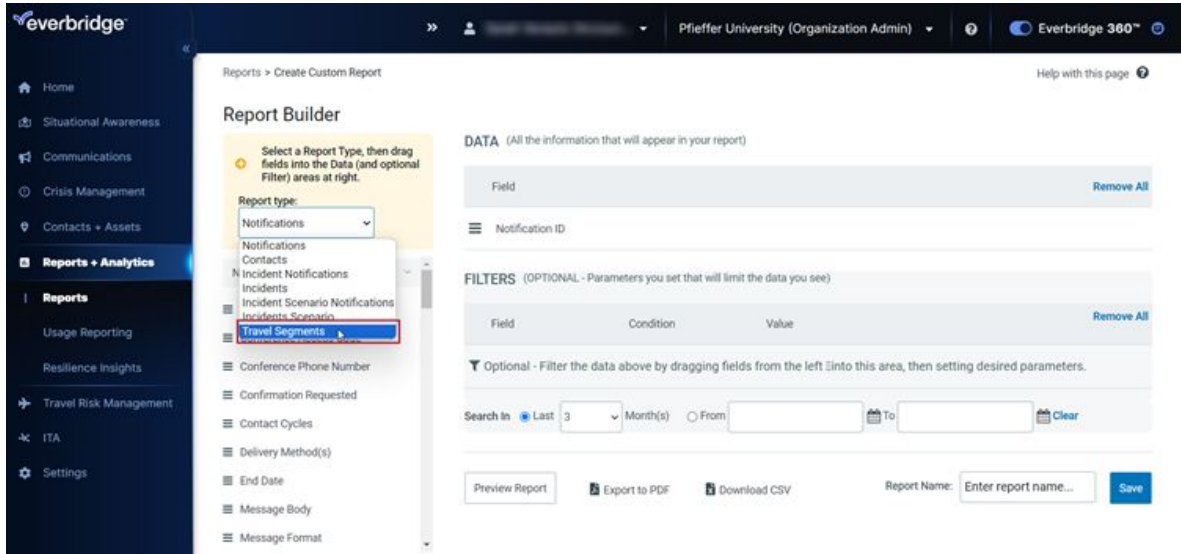 everbridge
»
Pfieffer University (Organization Admin)
Everbridge 360™
«
Home
Situational Awareness
Communications
Crisis Management
Contacts + Assets
Reports + Analytics
Reports
Usage Reporting
Resilience Insights
Travel Risk Management
ITA
Settings
Reports > Create Custom Report
Help with this page
Report Builder
Select a Report Type, then drag
fields into the Data (and optional
Filter) areas at right.
Report type:
Notifications
Notifications
Contacts
Incident Notifications
Incidents
Incident Scenario Notifications
Incidents Scenario
Travel Segments
Conference Phone Number
Confirmation Requested
Contact Cycles
Delivery Method(s)
End Date
Message Body
Message Format
DATA (All the information that will appear in your report)
Field Remove All
Notification ID
FILTERS (OPTIONAL - Parameters you set that will limit the data you see)
Field Condition Value Remove All
Optional - Filter the data above by dragging fields from the left into this area, then setting desired parameters.
Search In Last 3 Month(s) From To Clear
Preview Report Export to PDF Download CSV Report Name: Enter report name... Save